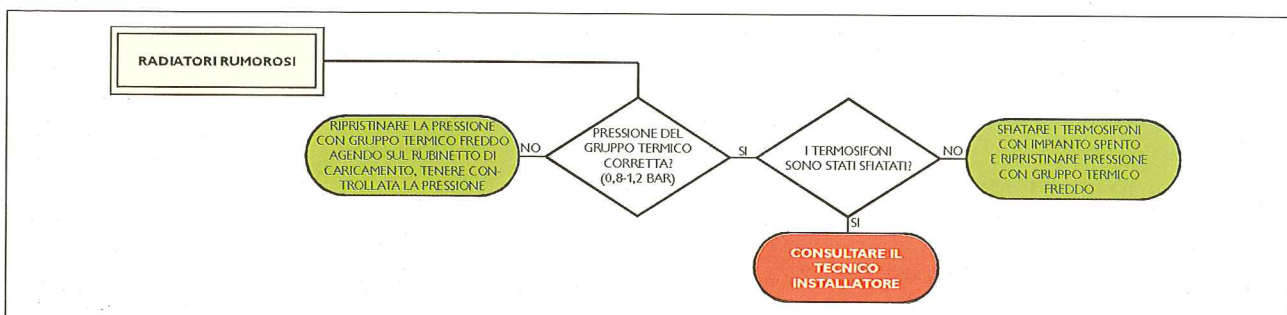 RADIATORI RUMOROSI
RIPRISTINARE LA PRESSIONE
CON GRUPPO TERMICO FREDDO
AGENDO SUL RUBINETTO DI
CARICAMENTO, TENERE CON-
TROLLATA LA PRESSIONE
NO
PRESSIONE DEL
GRUPPO TERMICO
CORRETTA?
(0,8-1,2 BAR)
SI
I TERMOSIFONI
SONO STATI SFIATATI?
NO
SFIATARE I TERMOSIFONI
CON IMPIANTO SPENTO
E RIPRISTINARE PRESSIONE
CON GRUPPO TERMICO
FREDDO
SI
CONSULTARE IL
TECNICO
INSTALLATORE